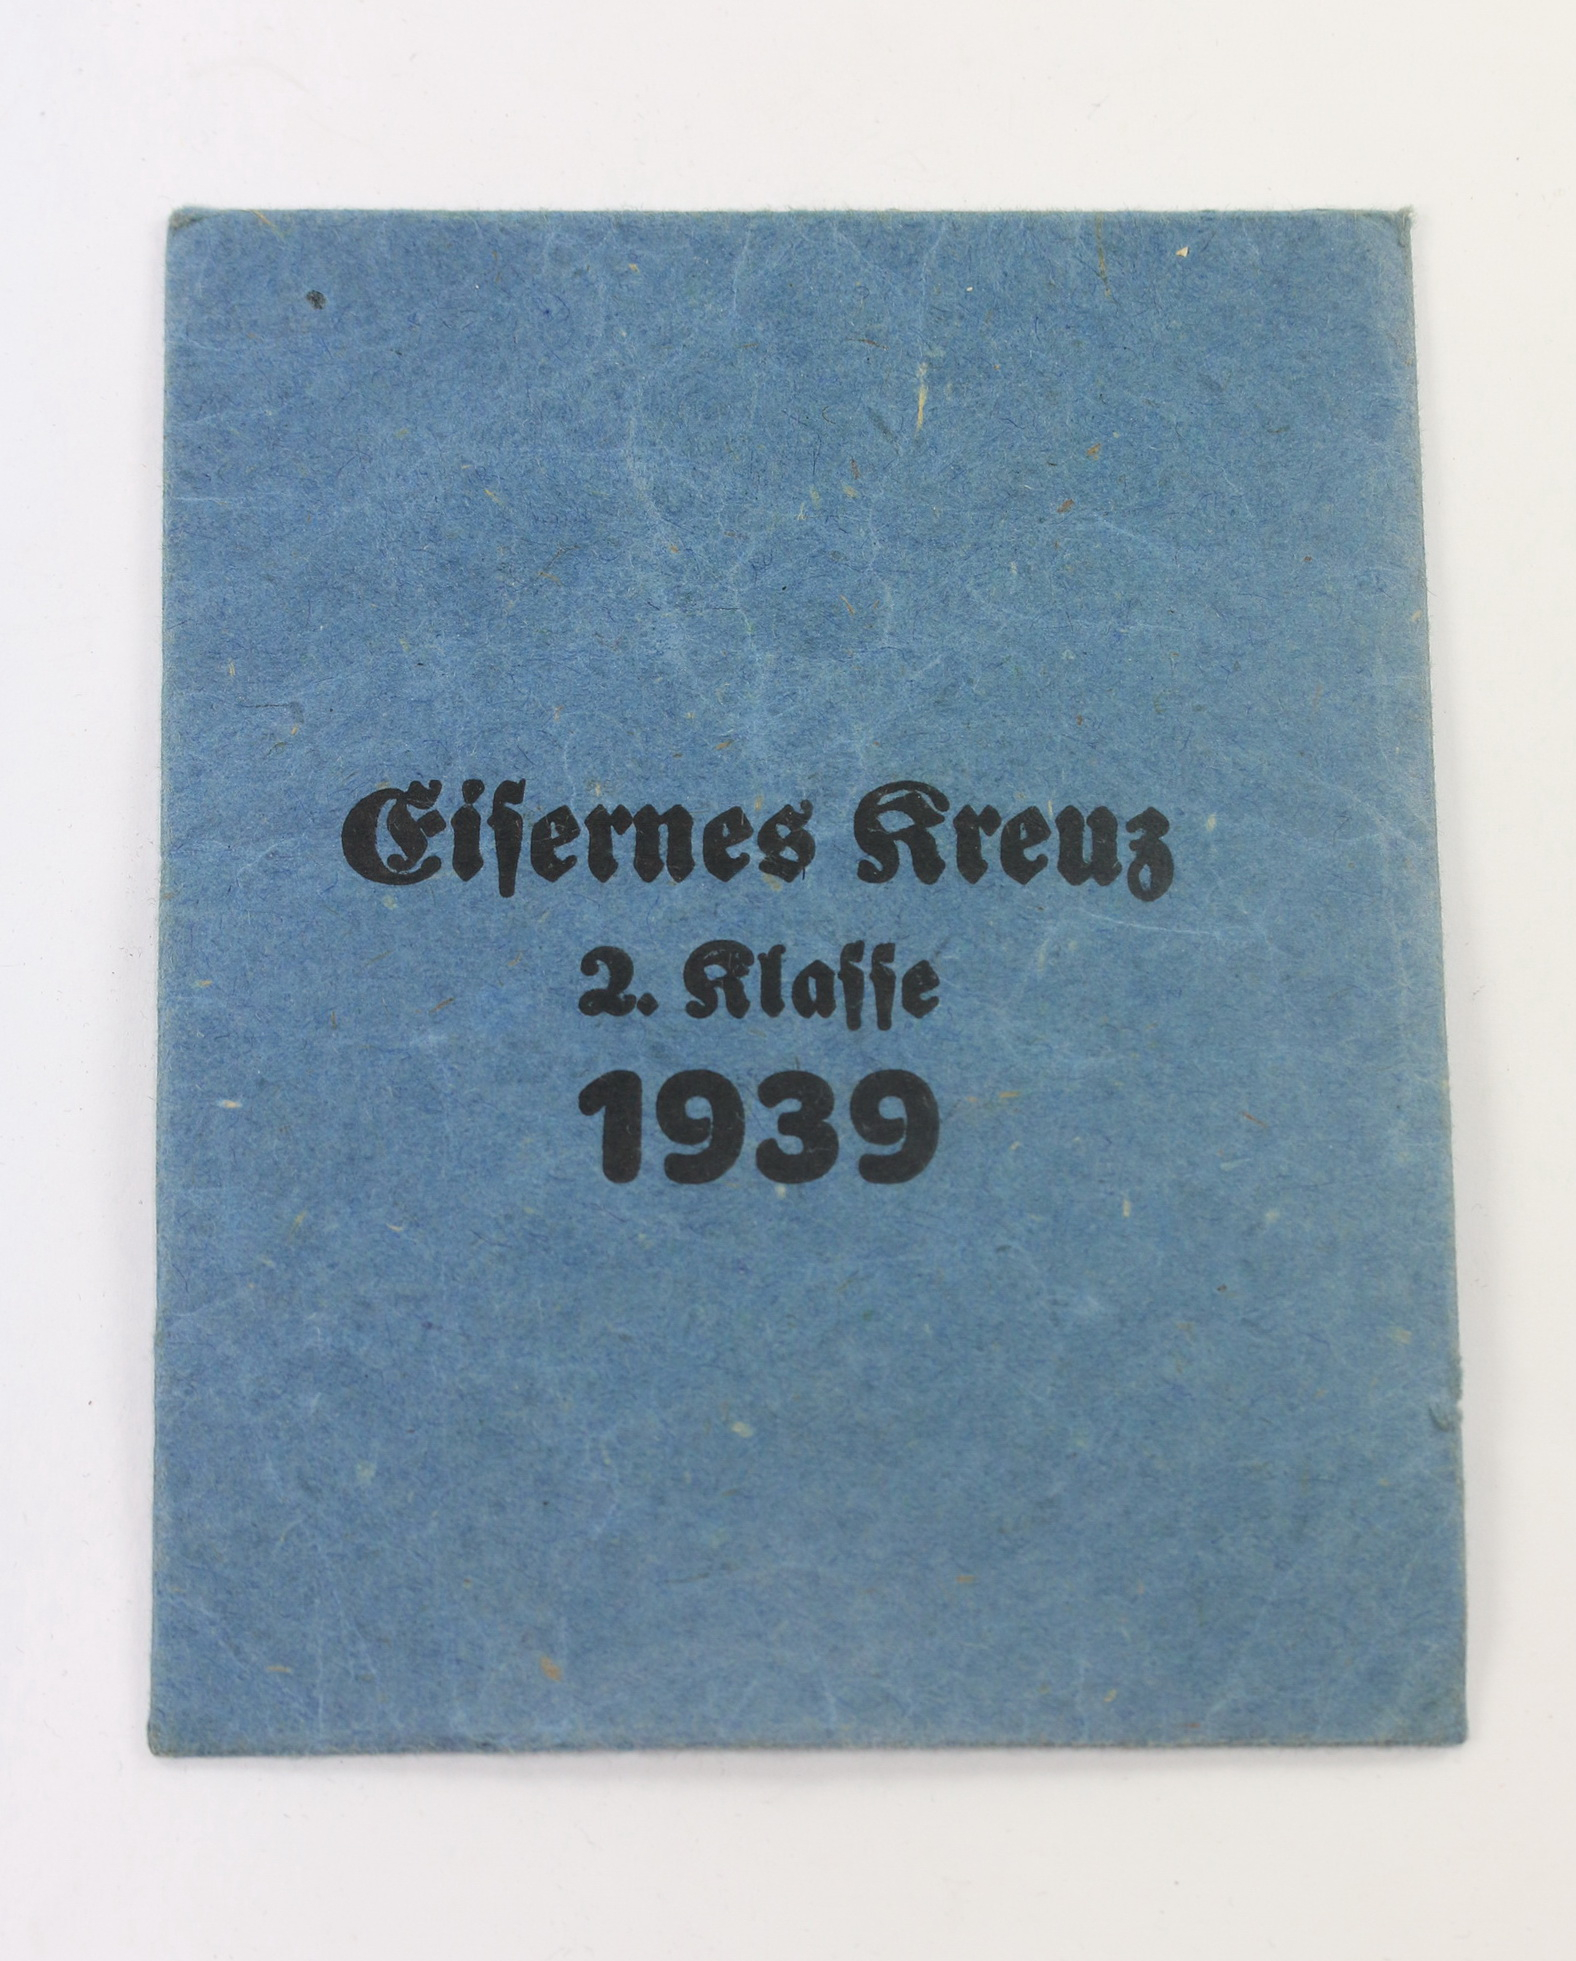 Eiſernes Kreuz
2. Klaſſe
1939